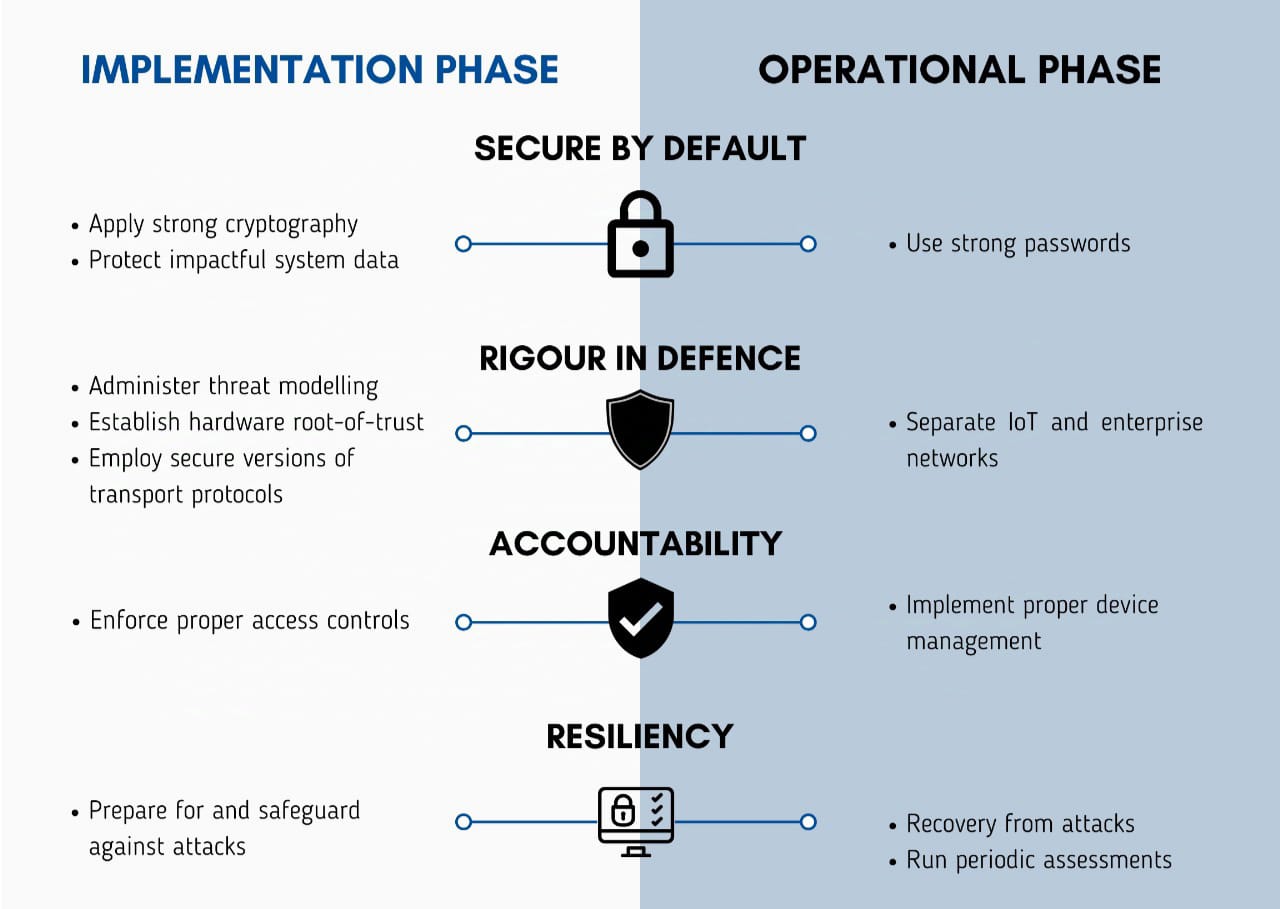 IMPLEMENTATION PHASE
OPERATIONAL PHASE
SECURE BY DEFAULT
• Apply strong cryptography
• Protect impactful system data
• Use strong passwords
RIGOUR IN DEFENCE
• Administer threat modelling
• Establish hardware root-of-trust
• Employ secure versions of
transport protocols
• Separate IoT and enterprise
networks
ACCOUNTABILITY
• Enforce proper access controls
• Implement proper device
management
RESILIENCY
• Prepare for and safeguard
against attacks
• Recovery from attacks
• Run periodic assessments